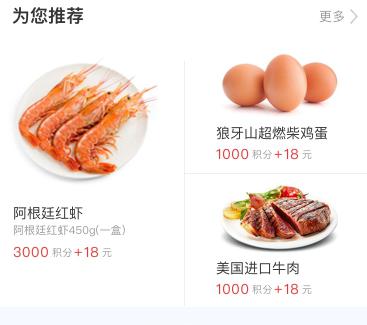 为您推荐
更多
阿根廷红虾
阿根廷红虾450g(一盒)
3000 积分+18 元
狼牙山超燃柴鸡蛋
1000 积分+18 元
美国进口牛肉
1000 积分+18 元